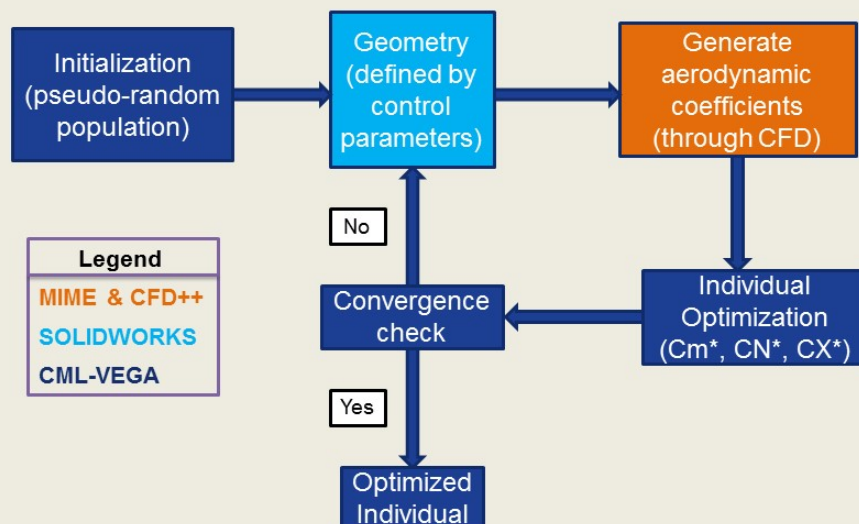 Initialization
(pseudo-random
population)
Geometry
(defined by
control
parameters)
Generate
aerodynamic
coefficients
(through CFD)
No
Legend
MIME & CFD++
SOLIDWORKS
CML-VEGA
Convergence
check
Individual
Optimization
(Cm*, CN*, CX*)
Yes
Optimized
Individual